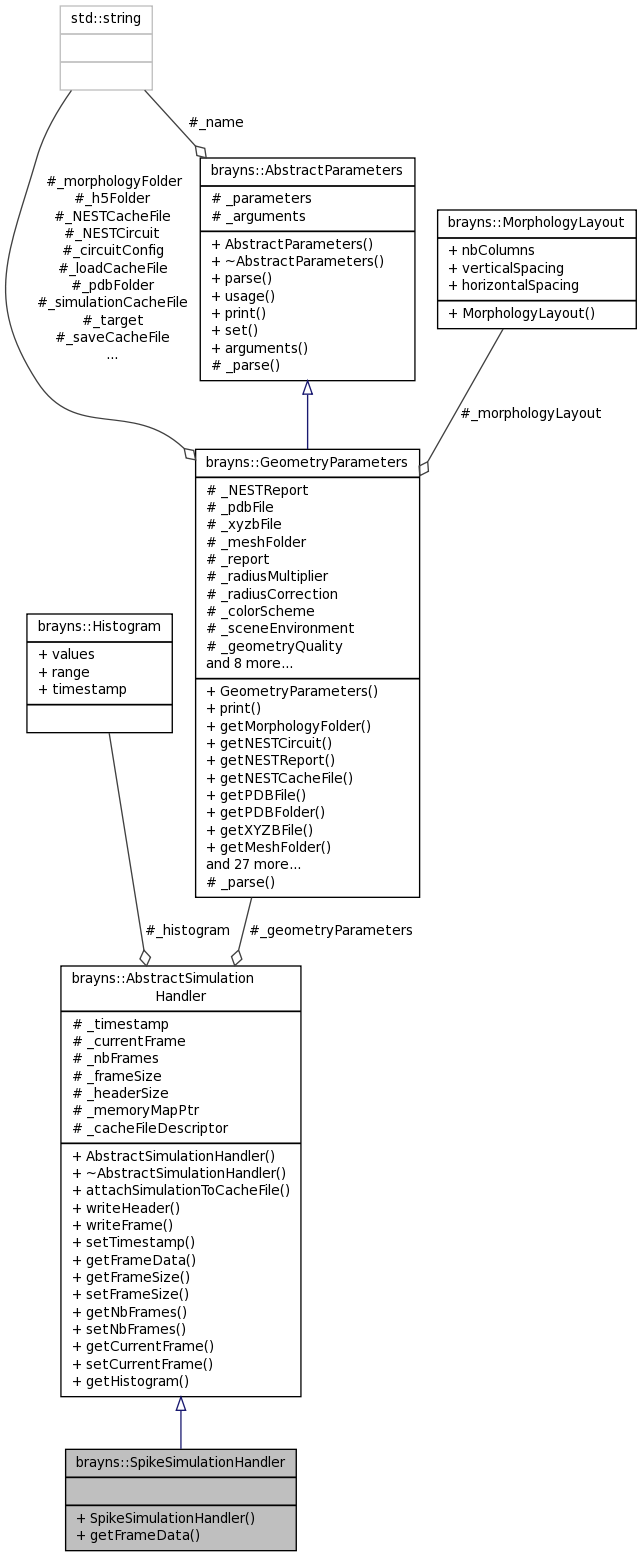 std::string
#_name
#_morphologyFolder
#_h5Folder
#_NESTCacheFile
#_NESTCircuit
#_circuitConfig
#_loadCacheFile
#_pdbFolder
#_simulationCacheFile
#_target
#_saveCacheFile
...
brayns::AbstractParameters
# _parameters
# _arguments
+ AbstractParameters()
+ ~AbstractParameters()
+ parse()
+ usage()
+ print()
+ set()
+ arguments()
# _parse()
brayns::MorphologyLayout
+ nbColumns
+ verticalSpacing
+ horizontalSpacing
+ MorphologyLayout()
#_morphologyLayout
brayns::GeometryParameters
# _NESTReport
# _pdbFile
# _xyzbFile
# _meshFolder
# _report
# _radiusMultiplier
# _radiusCorrection
# _colorScheme
# _sceneEnvironment
# _geometryQuality
and 8 more...
+ GeometryParameters()
+ print()
+ getMorphologyFolder()
+ getNESTCircuit()
+ getNESTReport()
+ getNESTCacheFile()
+ getPDBFile()
+ getPDBFolder()
+ getXYZBFile()
+ getMeshFolder()
and 27 more...
# _parse()
brayns::Histogram
+ values
+ range
+ timestamp
#_histogram
#_geometryParameters
brayns::AbstractSimulation
Handler
# _timestamp
# _currentFrame
# _nbFrames
# _frameSize
# _headerSize
# _memoryMapPtr
# _cacheFileDescriptor
+ AbstractSimulationHandler()
+ ~AbstractSimulationHandler()
+ attachSimulationToCacheFile()
+ writeHeader()
+ writeFrame()
+ setTimestamp()
+ getFrameData()
+ getFrameSize()
+ setFrameSize()
+ getNbFrames()
+ setNbFrames()
+ getCurrentFrame()
+ setCurrentFrame()
+ getHistogram()
brayns::SpikeSimulationHandler
+ SpikeSimulationHandler()
+ getFrameData()